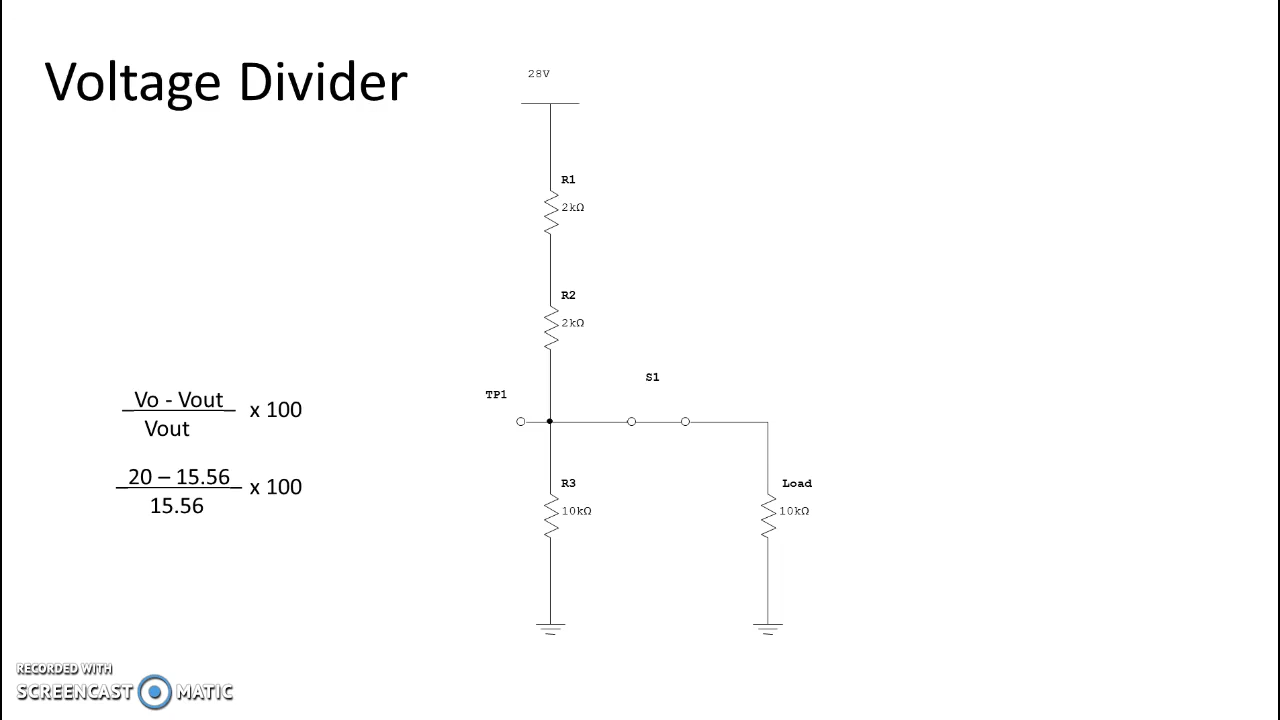 Voltage Divider
28V
R1
2kΩ
R2
2kΩ
S1
TP1
Vo - Vout x 100
Vout
20 – 15.56 x 100
15.56
R3
10kΩ
Load
10kΩ
RECORDED WITH
SCREENCAST MATIC